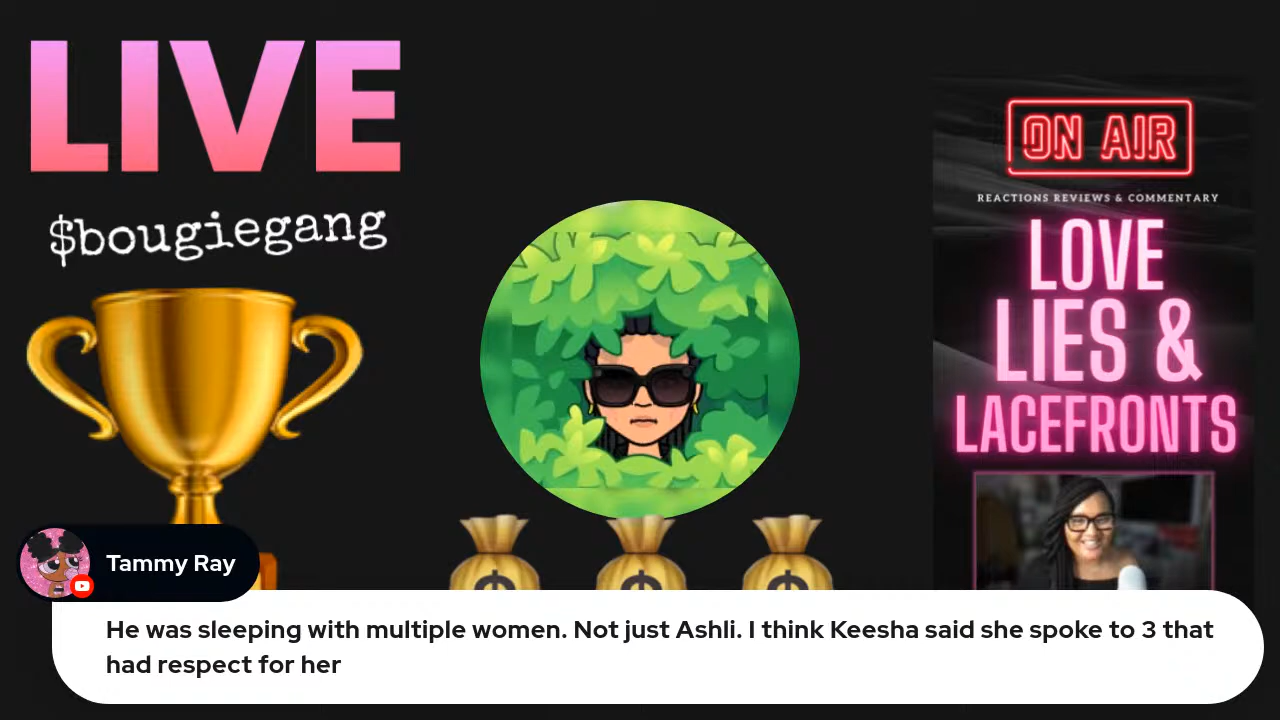 LIVE
$bougiegang
ON AIR
REACTIONS REVIEWS & COMMENTARY
LOVE
LIES &
LACEFRONTS
Tammy Ray
He was sleeping with multiple women. Not just Ashli. I think Keesha said she spoke to 3 that
had respect for her